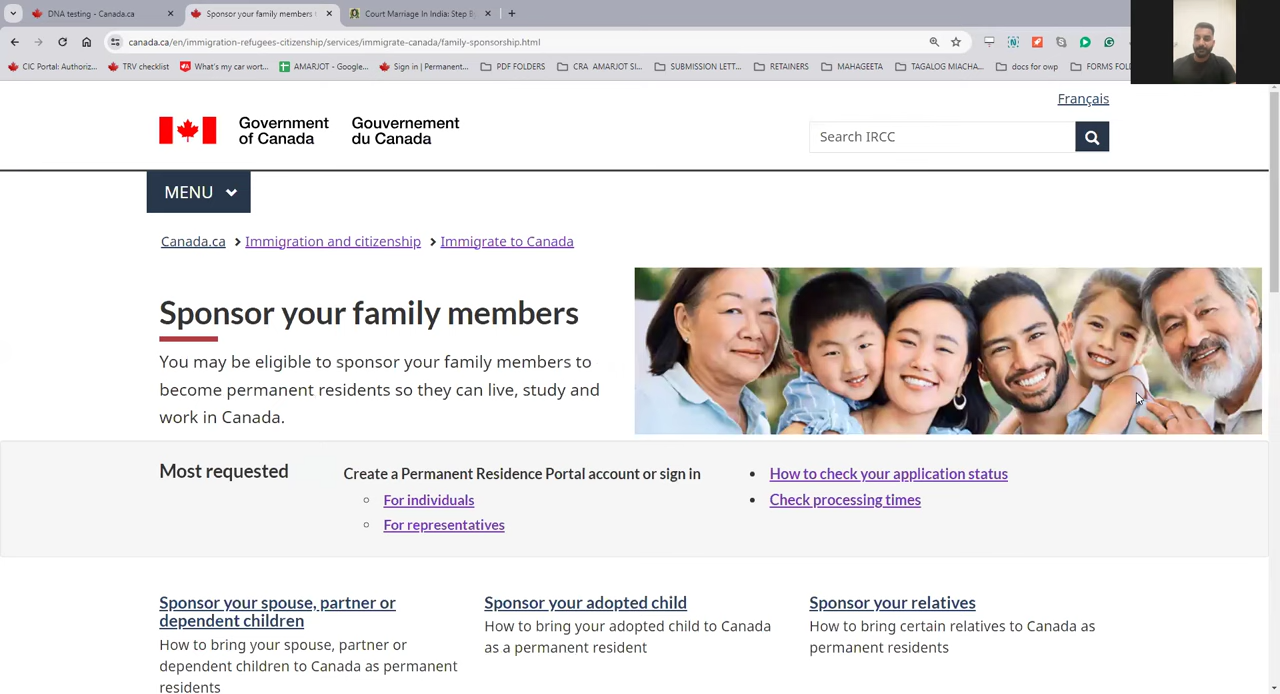 DNA testing - Canada.ca
Sponsor your family members
Court Marriage In India: Step B
canada.ca/en/immigration-refugees-citizenship/services/immigrate-canada/family-sponsorship.html
CIC Portal: Authoriz... TRV checklist What's my car wort... AMARJOT - Google... Sign in | Permanent... PDF FOLDERS CRA AMARJOT SI... SUBMISSION LETT... RETAINERS MAHAGEETA TAGALOG MIACHA... docs for owp FORMS FOL
Français
Government of Canada
Gouvernement du Canada
Search IRCC
MENU
Canada.ca > Immigration and citizenship > Immigrate to Canada
Sponsor your family members
You may be eligible to sponsor your family members to
become permanent residents so they can live, study and
work in Canada.
Most requested
Create a Permanent Residence Portal account or sign in
For individuals
For representatives
How to check your application status
Check processing times
Sponsor your spouse, partner or
dependent children
How to bring your spouse, partner or
dependent children to Canada as permanent
residents
Sponsor your adopted child
How to bring your adopted child to Canada
as a permanent resident
Sponsor your relatives
How to bring certain relatives to Canada as
permanent residents